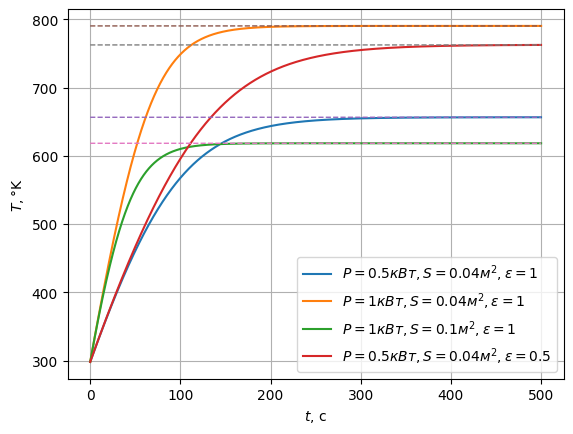 800
700
600
500
400
300
T, °K
0
100
200
300
400
500
t, c
P = 0.5кВт, S = 0.04м², ε = 1
P = 1кВт, S = 0.04м², ε = 1
P = 1кВт, S = 0.1м², ε = 1
P = 0.5кВт, S = 0.04м², ε = 0.5